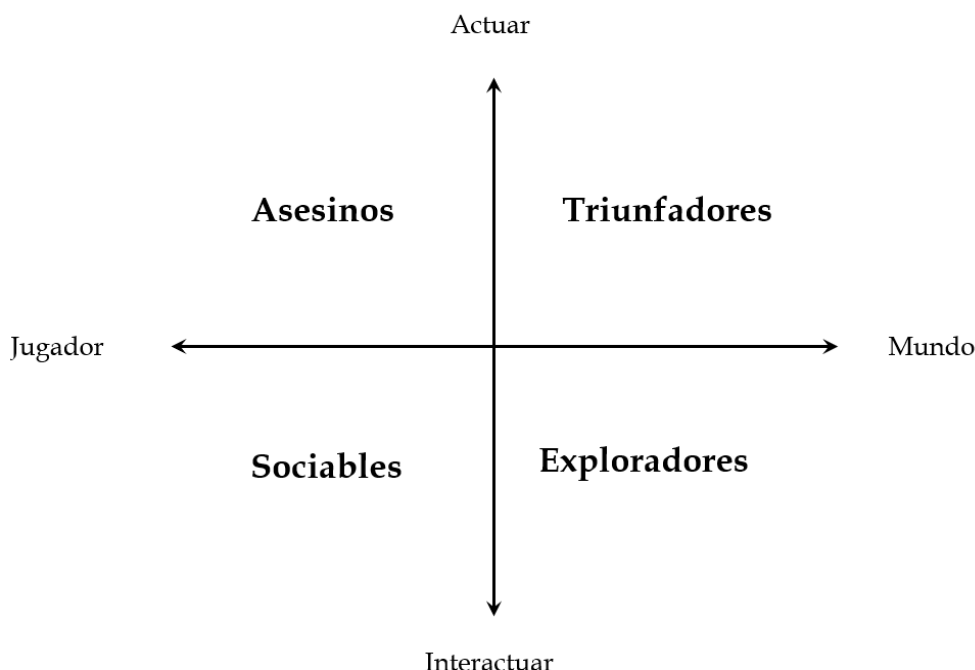 Actuar
Asesinos
Triunfadores
Jugador
Mundo
Sociables
Exploradores
Interactuar